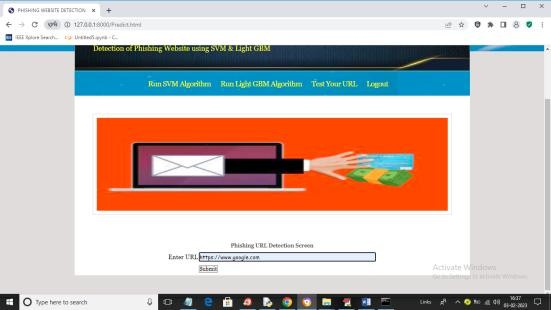 PHISHING WEBSITE DETECTION
127.0.0.1:8000/Predict.html
IEEE Xplore Search... Untitled5.ipynb - C...
Detection of Phishing Website using SVM & Light GBM
Run SVM Algorithm Run Light GBM Algorithm Test Your URL Logout
Phishing URL Detection Screen
Enter URL https://www.google.com
Submit
Activate Windows
Go to Settings to activate Windows.
Type here to search
Links
16:37
03-02-2023